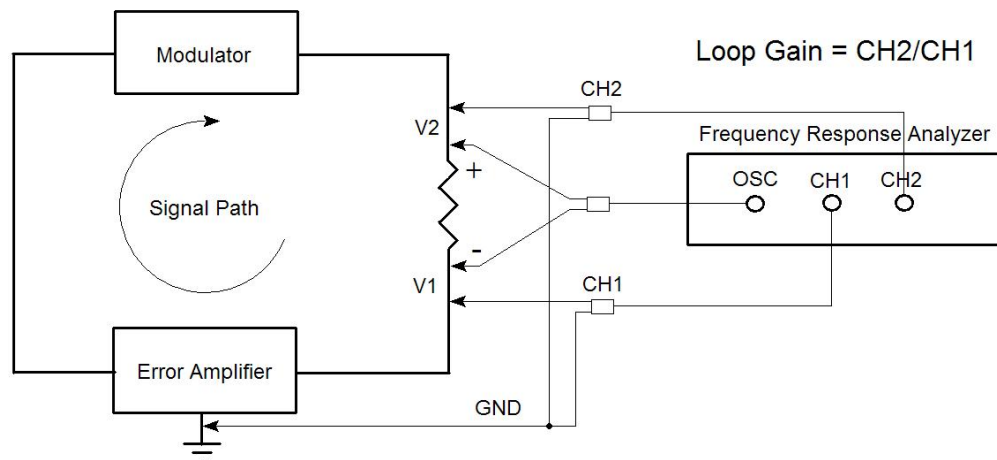 Modulator
Loop Gain = CH2/CH1
CH2
V2
Frequency Response Analyzer
+
OSC
CH1
CH2
Signal Path
-
V1
CH1
Error Amplifier
GND